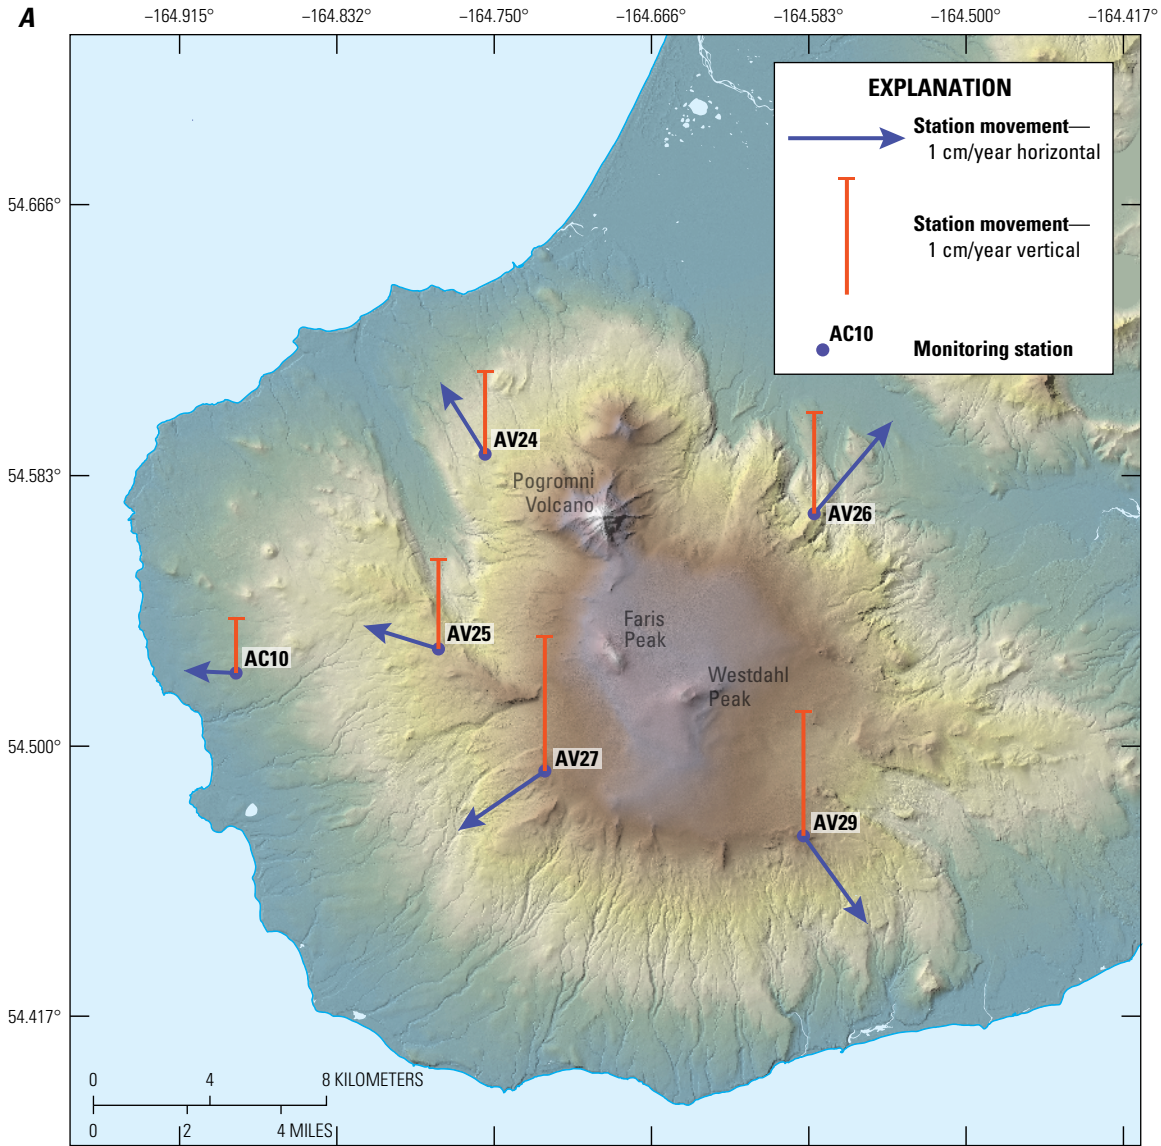 A
−164.915° −164.832° −164.750° −164.666° −164.583° −164.500° −164.417°
EXPLANATION
Station movement—
1 cm/year horizontal
Station movement—
1 cm/year vertical
AC10
Monitoring station
54.666°
54.583°
54.500°
54.417°
AV24
Pogromni
Volcano
AV26
Faris
Peak
AV25
AC10
Westdahl
Peak
AV27
AV29
0 4 8 KILOMETERS
0 2 4 MILES